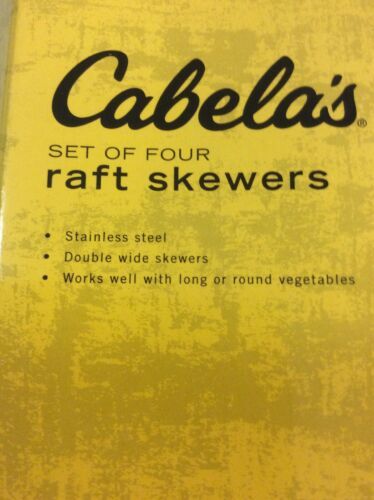 Cabela's®
SET OF FOUR
raft skewers
• Stainless steel
• Double wide skewers
• Works well with long or round vegetables